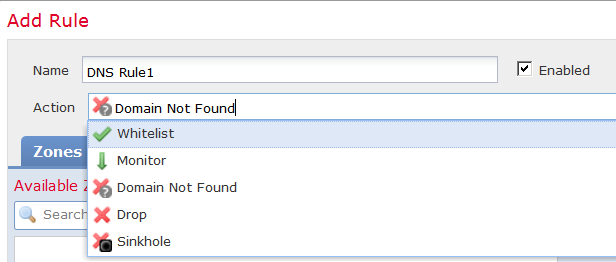 Add Rule
Name DNS Rule1 Enabled
Action Domain Not Found
Whitelist
Zones Monitor
Available Domain Not Found
Search Drop
Sinkhole